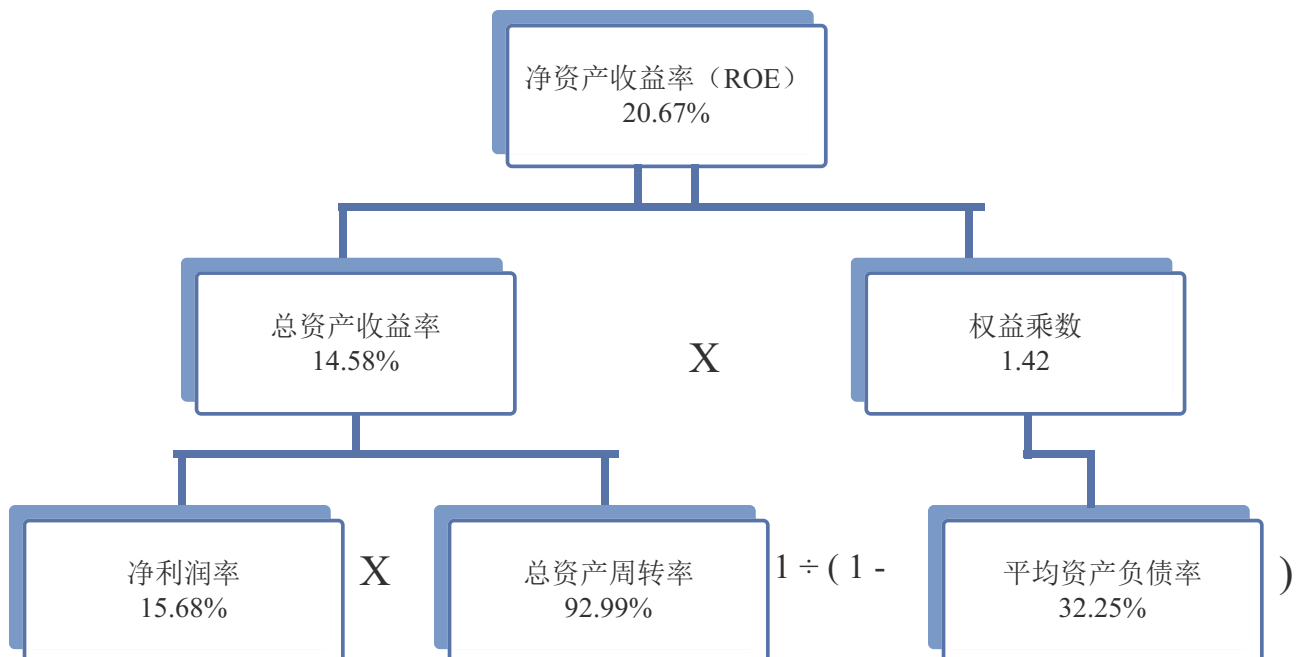 净资产收益率（ROE）
20.67%
总资产收益率
14.58%
X
权益乘数
1.42
净利润率
15.68%
X
总资产周转率
92.99%
1 ÷ ( 1 -
平均资产负债率
32.25%
)